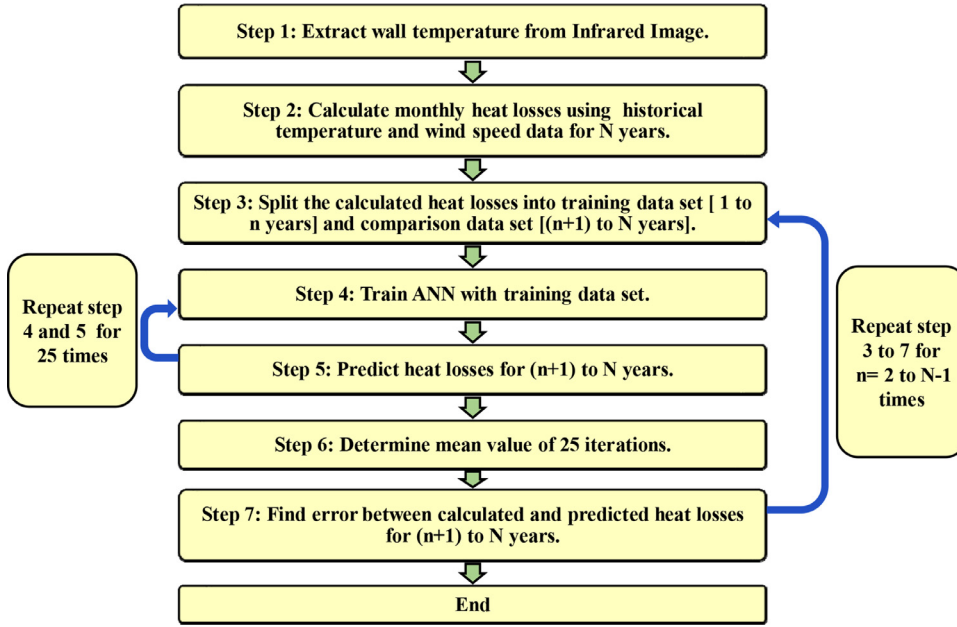 Step 1: Extract wall temperature from Infrared Image.
Step 2: Calculate monthly heat losses using historical
temperature and wind speed data for N years.
Step 3: Split the calculated heat losses into training data set [ 1 to
n years] and comparison data set [(n+1) to N years].
Step 4: Train ANN with training data set.
Repeat step
4 and 5 for
25 times
Repeat step
3 to 7 for
n= 2 to N-1
times
Step 5: Predict heat losses for (n+1) to N years.
Step 6: Determine mean value of 25 iterations.
Step 7: Find error between calculated and predicted heat losses
for (n+1) to N years.
End